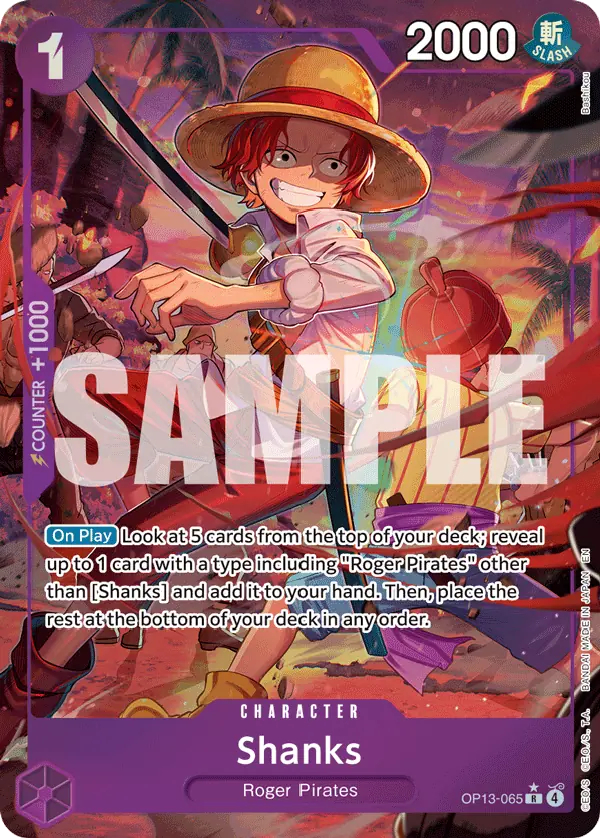 1
2000
斬
SLASH
Bashikou
COUNTER +1000
SAMPLE
On Play Look at 5 cards from the top of your deck; reveal
up to 1 card with a type including "Roger Pirates" other
than [Shanks] and add it to your hand. Then, place the
rest at the bottom of your deck in any order.
CHARACTER
Shanks
Roger Pirates
OP13-065 R 4
©EO/S ©E.O./S., T.A. BANDAI MADE IN JAPAN EN